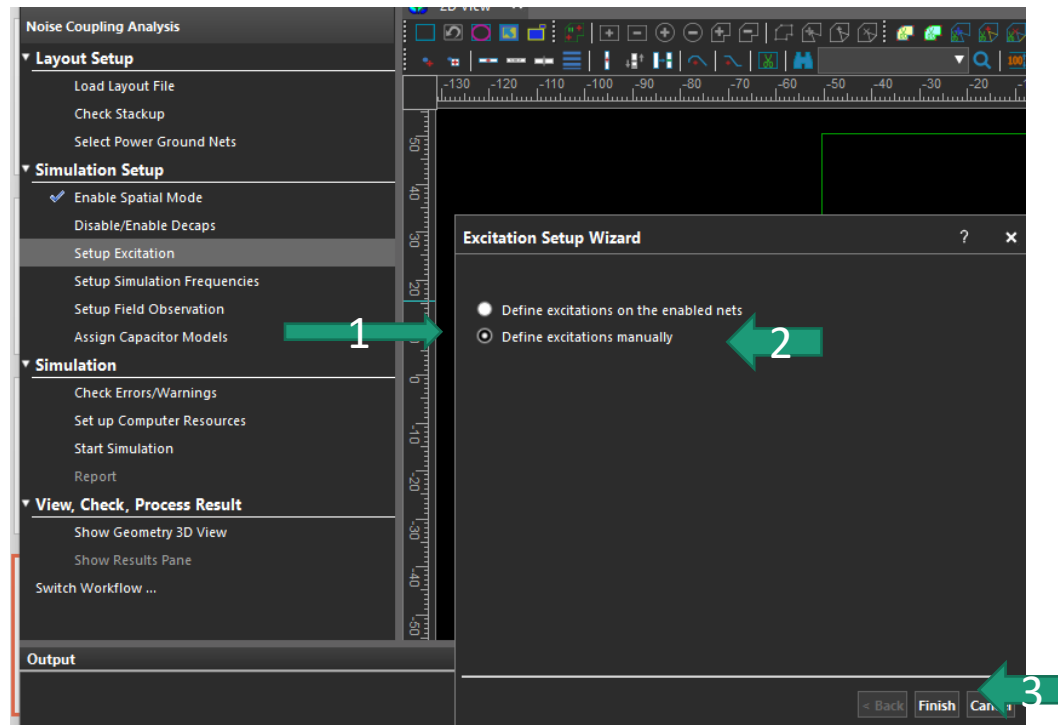 Noise Coupling Analysis
2D View
Layout Setup
Load Layout File
Check Stackup
Select Power Ground Nets
Simulation Setup
Enable Spatial Mode
Disable/Enable Decaps
Setup Excitation
Setup Simulation Frequencies
Setup Field Observation
Assign Capacitor Models
Simulation
Check Errors/Warnings
Set up Computer Resources
Start Simulation
Report
View, Check, Process Result
Show Geometry 3D View
Show Results Pane
Switch Workflow ...
Output
100
-130 -120 -110 -100 -90 -80 -70 -60 -50 -40 -30 -20
50
40
30
20
0
-10
-20
-30
-40
-50
Excitation Setup Wizard ? ×
Define excitations on the enabled nets
Define excitations manually
1
2
3
< Back Finish